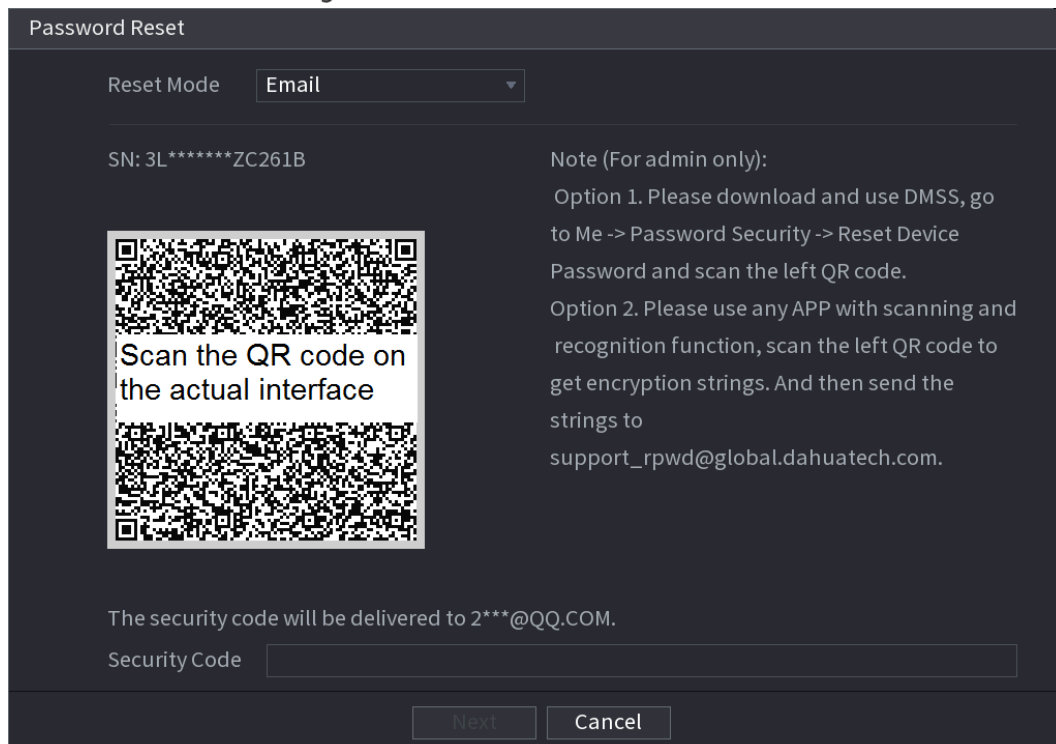 Password Reset
Reset Mode
Email
SN: 3L*******ZC261B
Note (For admin only):
Option 1. Please download and use DMSS, go
to Me -> Password Security -> Reset Device
Password and scan the left QR code.
Option 2. Please use any APP with scanning and
recognition function, scan the left QR code to
get encryption strings. And then send the
strings to
support_rpwd@global.dahuatech.com.
Scan the QR code on
the actual interface
The security code will be delivered to 2***@QQ.COM.
Security Code
Next
Cancel